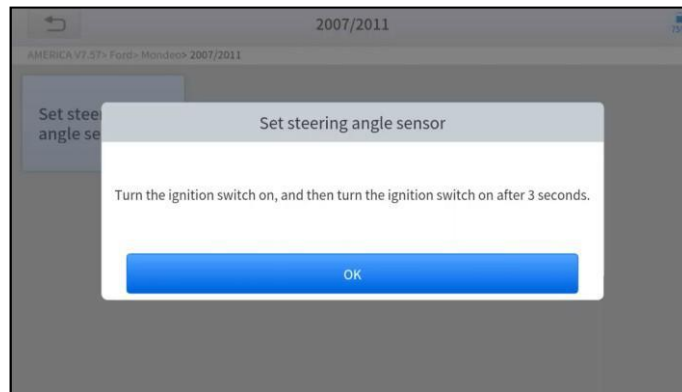 2007/2011
AMERICA V7.57> Ford> Mondeo> 2007/2011
Set stee
angle se
Set steering angle sensor
Turn the ignition switch on, and then turn the ignition switch on after 3 seconds.
OK